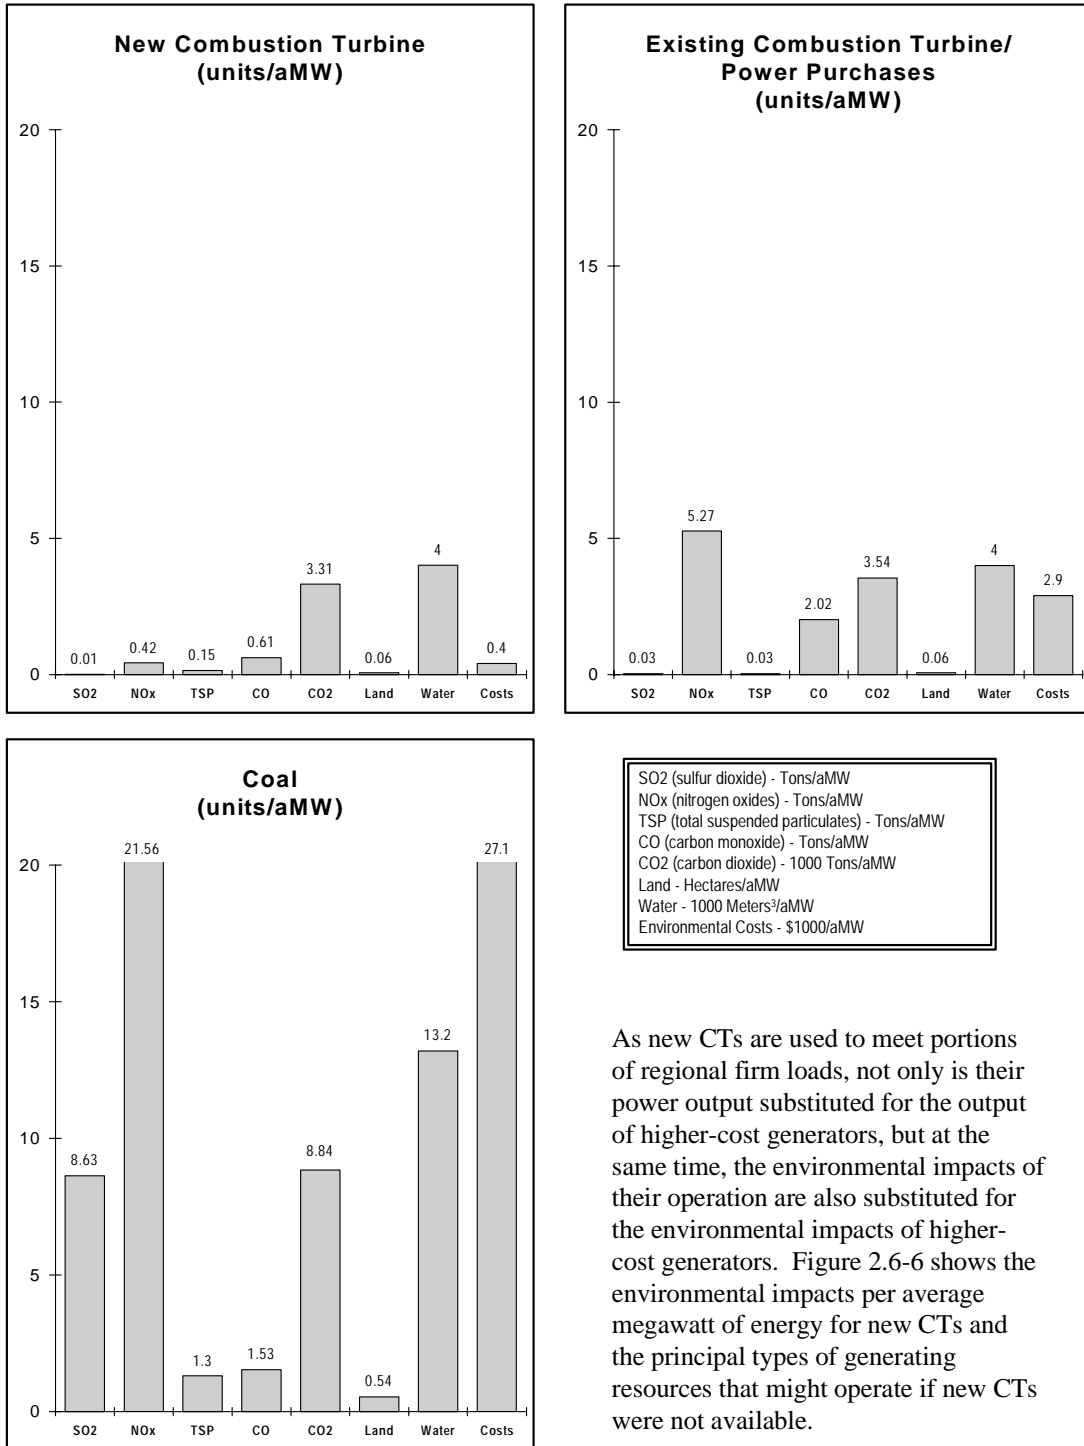 New Combustion Turbine
(units/aMW)
20
15
10
5
0
0.01
0.42
0.15
0.61
3.31
0.06
4
0.4
SO2 NOx TSP CO CO2 Land Water Costs
Existing Combustion Turbine/
Power Purchases
(units/aMW)
20
15
10
5
0
0.03
5.27
0.03
2.02
3.54
0.06
4
2.9
SO2 NOx TSP CO CO2 Land Water Costs
Coal
(units/aMW)
20
15
10
5
0
8.63
21.56
1.3
1.53
8.84
0.54
13.2
27.1
SO2 NOx TSP CO CO2 Land Water Costs
SO2 (sulfur dioxide) - Tons/aMW
NOx (nitrogen oxides) - Tons/aMW
TSP (total suspended particulates) - Tons/aMW
CO (carbon monoxide) - Tons/aMW
CO2 (carbon dioxide) - 1000 Tons/aMW
Land - Hectares/aMW
Water - 1000 Meters³/aMW
Environmental Costs - $1000/aMW
As new CTs are used to meet portions
of regional firm loads, not only is their
power output substituted for the output
of higher-cost generators, but at the
same time, the environmental impacts of
their operation are also substituted for
the environmental impacts of higher-
cost generators. Figure 2.6-6 shows the
environmental impacts per average
megawatt of energy for new CTs and
the principal types of generating
resources that might operate if new CTs
were not available.